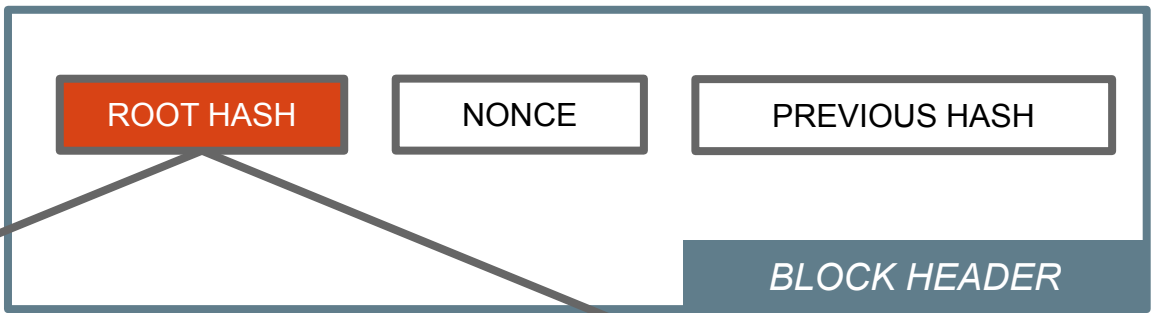 ROOT HASH
NONCE
PREVIOUS HASH
BLOCK HEADER